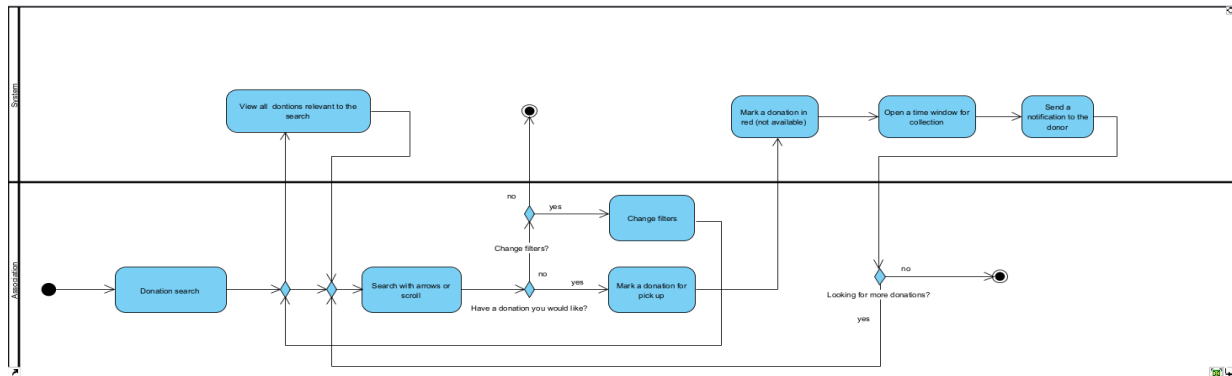 System
View all dontions relevant to the
search
Mark a donation in
red (not available)
Open a time window for
collection
Send a
notification to the
donor
Association
no
yes
Change filters
Change filters?
Donation search
Search with arrows or
scroll
no
yes
Have a donation you would like?
Mark a donation for
pick up
no
Looking for more donations?
yes